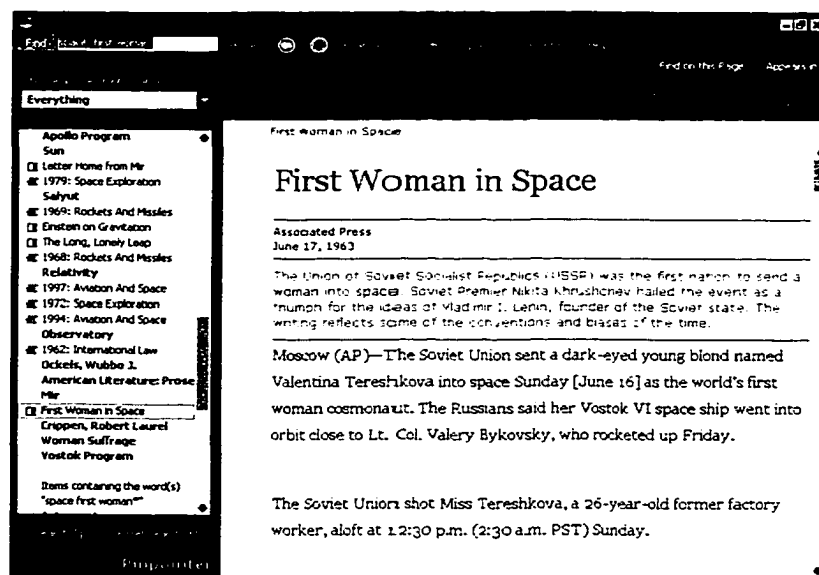 Find
Find on this Page Appears in
Everything
Apollo Program
Sun
Letter Home from Mir
1979: Space Exploration
Salyut
1969: Rockets And Missiles
Einstein on Gravitation
The Long, Lonely Leap
1968: Rockets And Missiles
Relativity
1997: Aviation And Space
1972: Space Exploration
1994: Aviation And Space
Observatory
1962: International Law
Ockels, Wubbo J.
American Literature: Prose
Mir
First Woman in Space
Crippen, Robert Laurel
Woman Suffrage
Vostok Program
Items containing the word(s)
"space first woman*"
Pinpointer
First Woman in Space
First Woman in Space
Associated Press
June 17, 1963
The Union of Soviet Socialist Republics (USSR) was the first nation to send a
woman into space. Soviet Premier Nikita Khrushchev hailed the event as a
triumph for the ideas of Vladimir I. Lenin, founder of the Soviet state. The
writing reflects some of the conventions and biases of the time.
Moscow (AP)—The Soviet Union sent a dark-eyed young blond named
Valentina Tereshkova into space Sunday [June 16] as the world's first
woman cosmonaut. The Russians said her Vostok VI space ship went into
orbit close to Lt. Col. Valery Bykovsky, who rocketed up Friday.
The Soviet Union shot Miss Tereshkova, a 26-year-old former factory
worker, aloft at 12:30 p.m. (2:30 a.m. PST) Sunday.